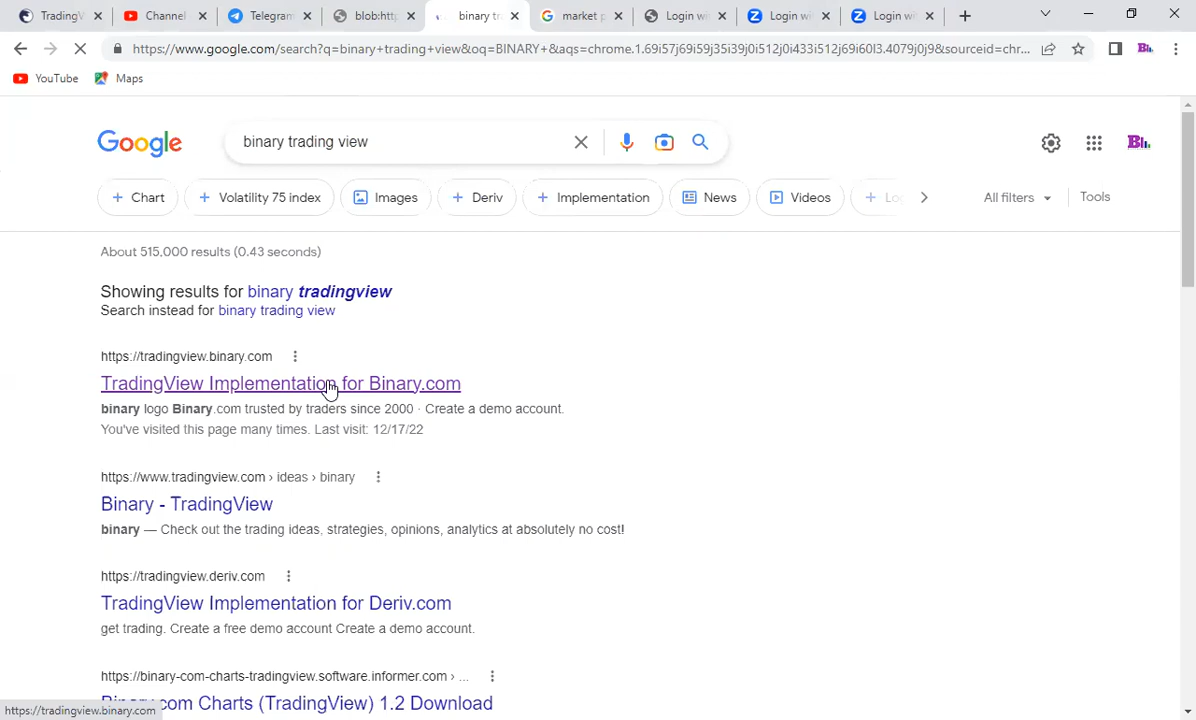 TradingV
Channel
Telegram
blob:http
binary tra
market p
Login wi
Login wi
Login wi
https://www.google.com/search?q=binary+trading+view&oq=BINARY+&aqs=chrome.1.69i57j69i59j35i39j0i512j0i433i512j69i60l3.4079j0j9&sourceid=chr...
YouTube
Maps
Google
binary trading view
+ Chart
+ Volatility 75 index
Images
+ Deriv
+ Implementation
News
Videos
All filters
Tools
About 515,000 results (0.43 seconds)
Showing results for binary tradingview
Search instead for binary trading view
https://tradingview.binary.com
TradingView Implementation for Binary.com
binary logo Binary.com trusted by traders since 2000 · Create a demo account.
You've visited this page many times. Last visit: 12/17/22
https://www.tradingview.com › ideas › binary
Binary - TradingView
binary — Check out the trading ideas, strategies, opinions, analytics at absolutely no cost!
https://tradingview.deriv.com
TradingView Implementation for Deriv.com
get trading. Create a free demo account Create a demo account.
https://binary-com-charts-tradingview.software.informer.com › ...
Binary.com Charts (TradingView) 1.2 Download
https://tradingview.binary.com